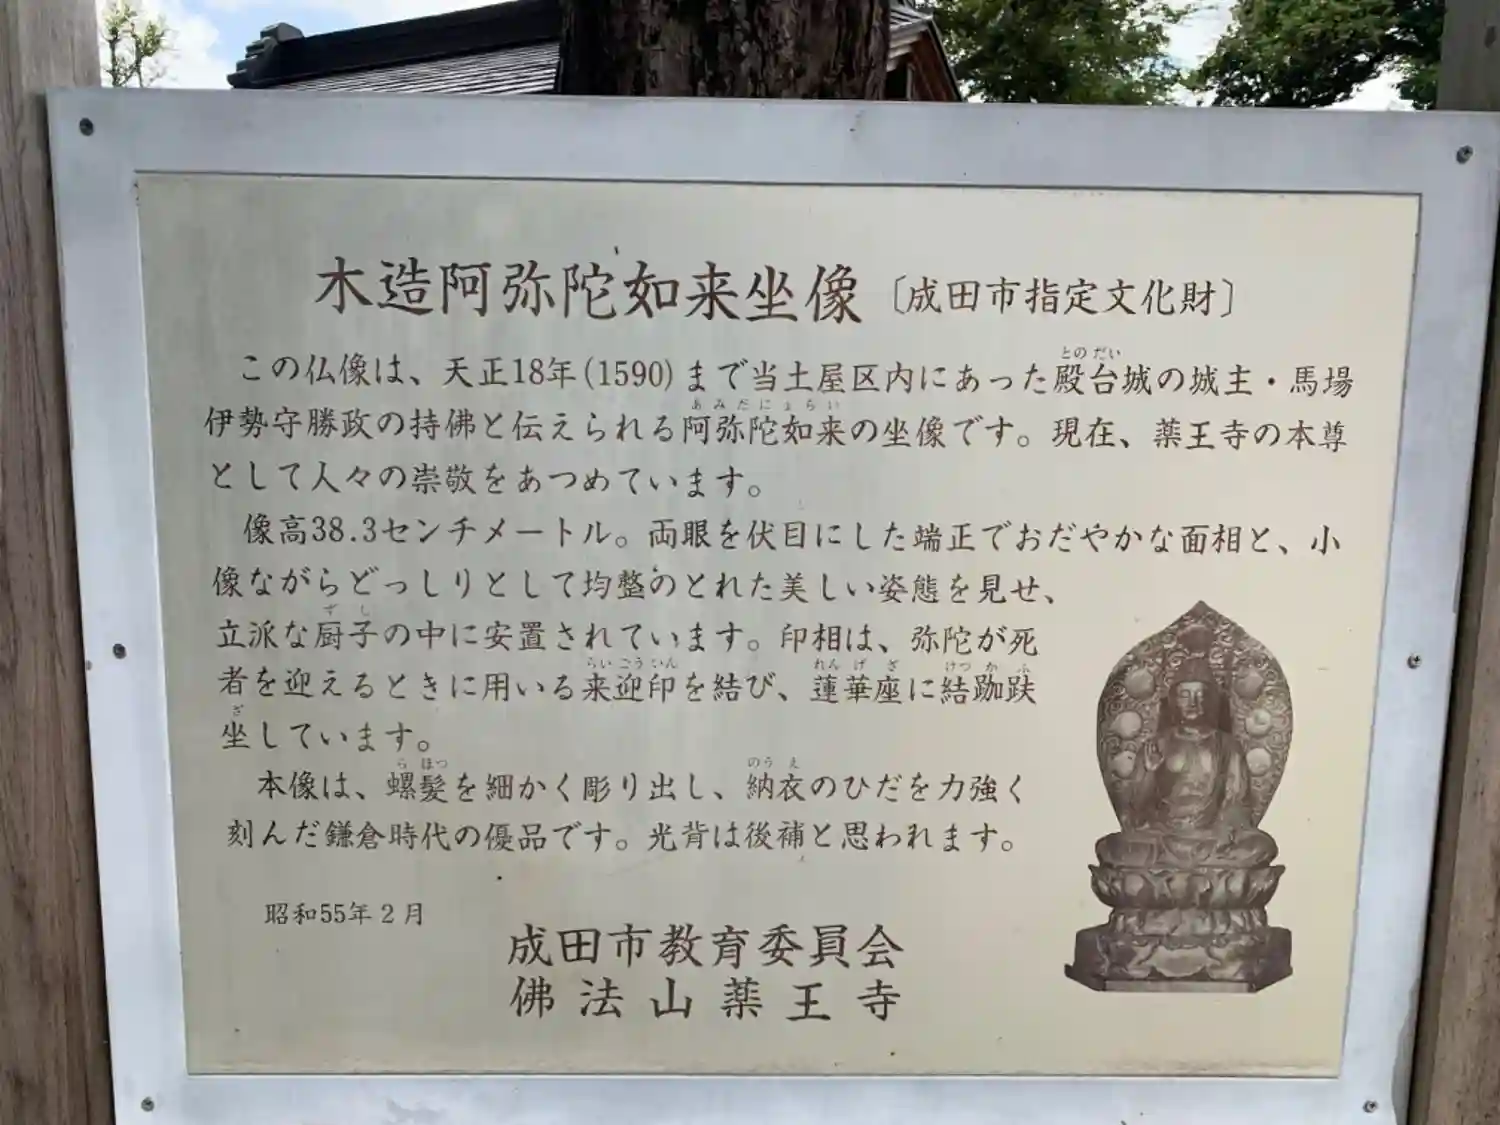 木造阿弥陀如来坐像〔成田市指定文化財〕
この仏像は、天正18年(1590)まで当土屋区内にあった殿台城の城主・馬場
伊勢守勝政の持佛と伝えられる阿弥陀如来の坐像です。現在、薬王寺の本尊
として人々の崇敬をあつめています。
像高38.3センチメートル。両眼を伏目にした端正でおだやかな面相と、小
像ながらどっしりとして均整のとれた美しい姿態を見せ、
立派な厨子の中に安置されています。印相は、弥陀が死
者を迎えるときに用いる来迎印を結び、蓮華座に結跏趺
坐しています。
本像は、螺髪を細かく彫り出し、納衣のひだを力強く
刻んだ鎌倉時代の優品です。光背は後補と思われます。
昭和55年2月
成田市教育委員会
佛法山薬王寺